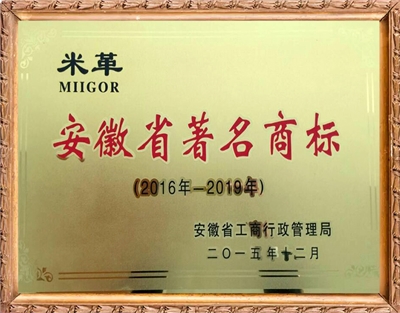 米革
MIIGOR
安徽省著名商标
(2016年—2019年)
安徽省工商行政管理局
二〇一五年十二月